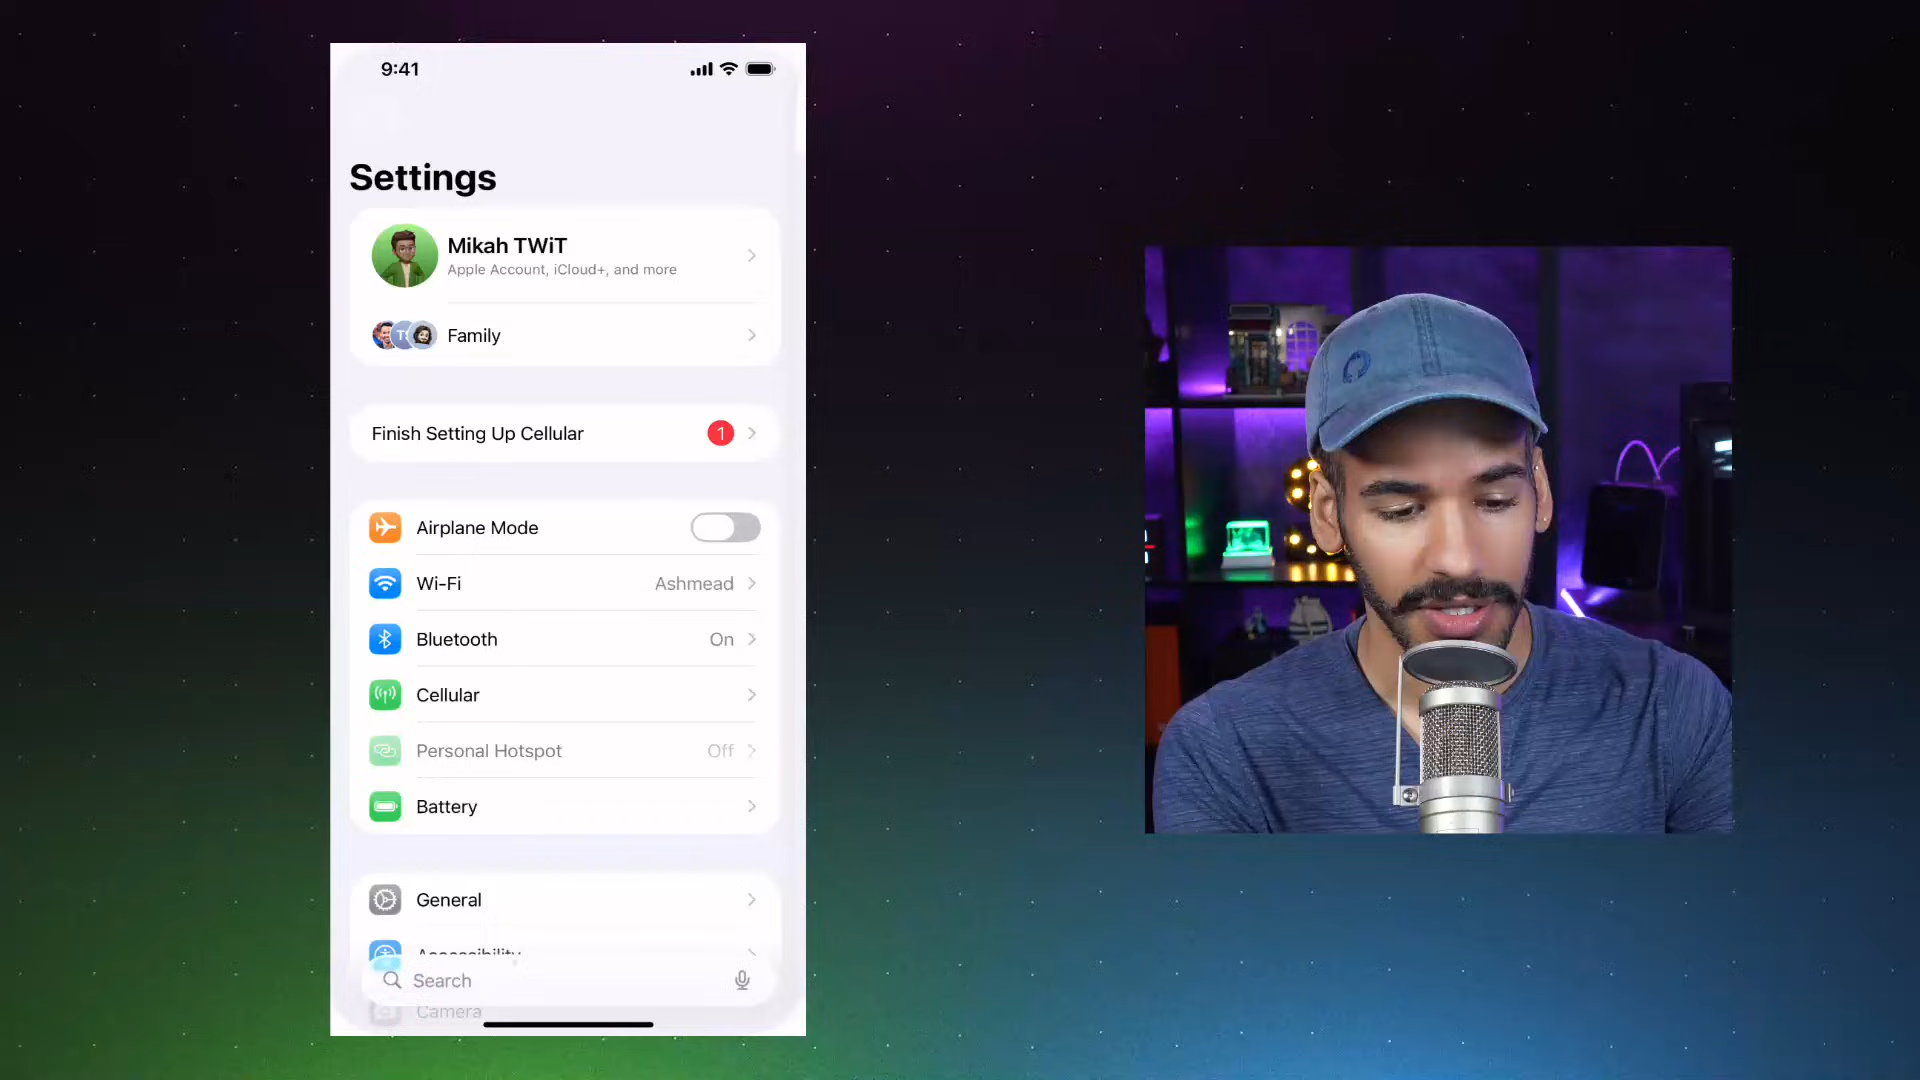 9:41
Settings
Mikah TWiT
Apple Account, iCloud+, and more
Family
Finish Setting Up Cellular
1
Airplane Mode
Wi-Fi
Ashmead
Bluetooth
On
Cellular
Personal Hotspot
Off
Battery
General
Accessibility
Search
Camera